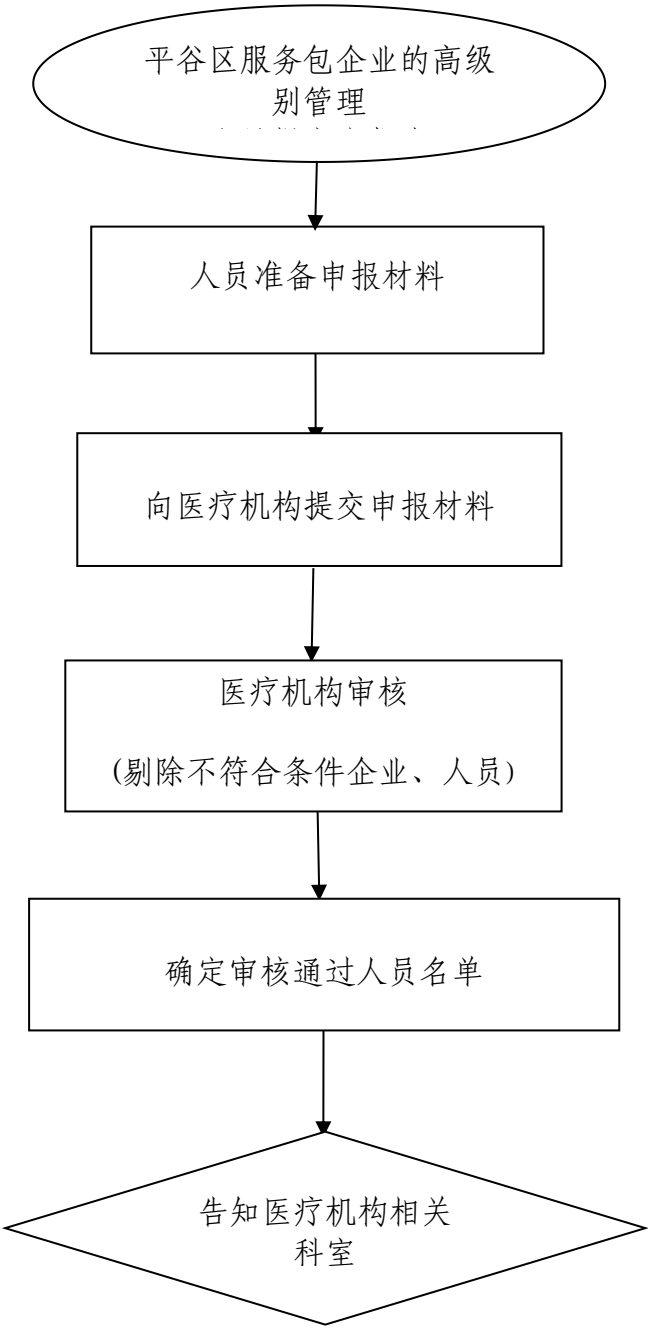 平谷区服务包企业的高级
别管理
人员准备申报材料
向医疗机构提交申报材料
医疗机构审核
(剔除不符合条件企业、人员)
确定审核通过人员名单
告知医疗机构相关
科室